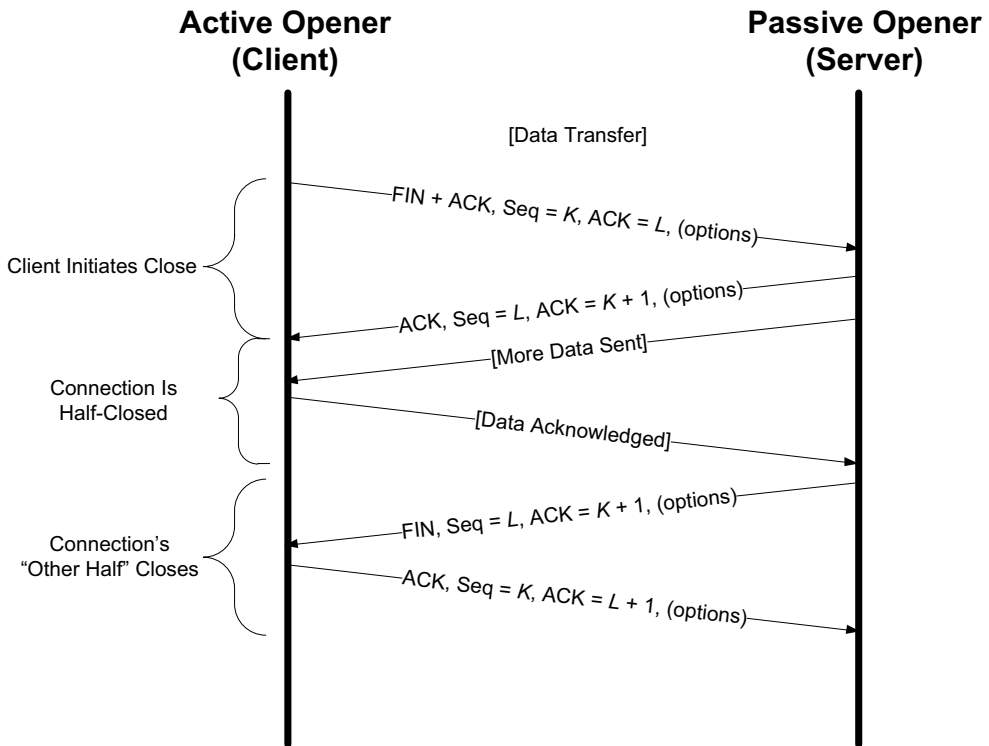 Active Opener
(Client)
Passive Opener
(Server)
[Data Transfer]
FIN + ACK, Seq = K, ACK = L, (options)
Client Initiates Close
ACK, Seq = L, ACK = K + 1, (options)
[More Data Sent]
Connection Is
Half-Closed
[Data Acknowledged]
FIN, Seq = L, ACK = K + 1, (options)
Connection’s
“Other Half” Closes
ACK, Seq = K, ACK = L + 1, (options)